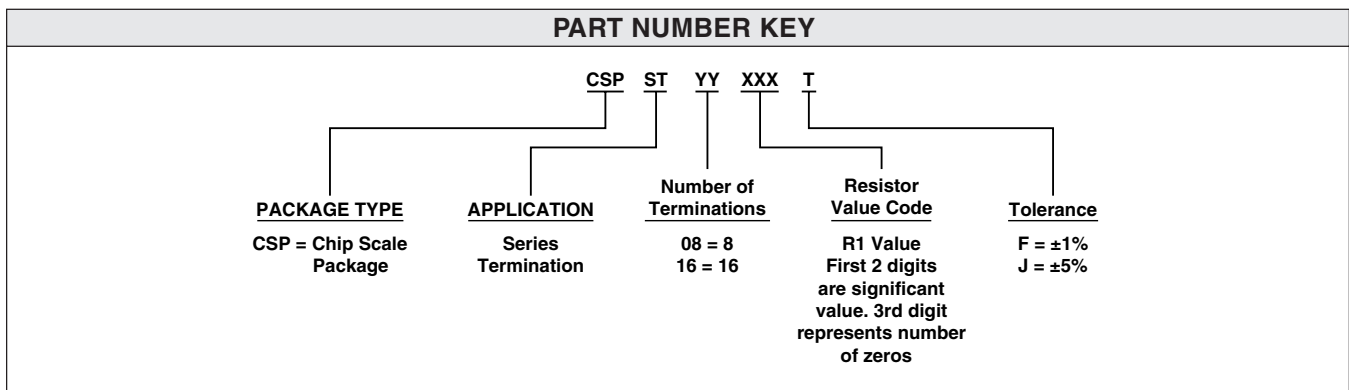 PART NUMBER KEY
CSP ST YY XXX T
PACKAGE TYPE
CSP = Chip Scale
Package
APPLICATION
Series
Termination
Number of
Terminations
08 = 8
16 = 16
Resistor
Value Code
R1 Value
First 2 digits
are significant
value. 3rd digit
represents number
of zeros
Tolerance
F = ±1%
J = ±5%